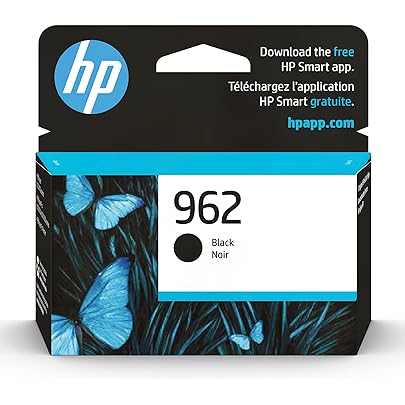 hp
Download the free
HP Smart app.
Téléchargez l'application
HP Smart gratuite.
hpapp.com
962
Black
Noir